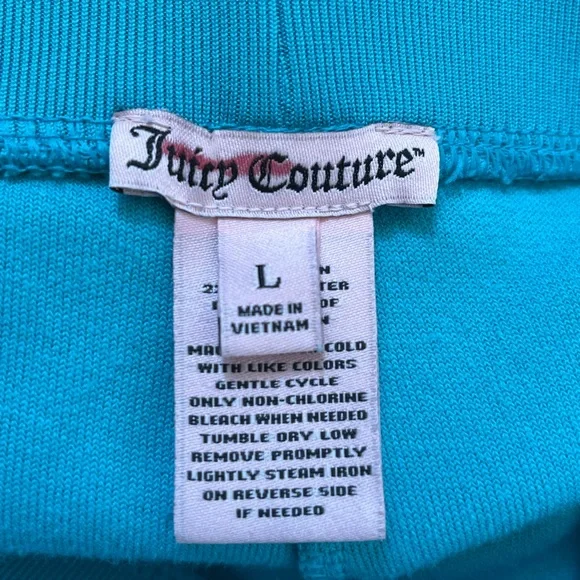 Juicy Couture™
L
MADE IN
VIETNAM
OF
COLD
WITH LIKE COLORS
GENTLE CYCLE
ONLY NON-CHLORINE
BLEACH WHEN NEEDED
TUMBLE DRY LOW
REMOVE PROMPTLY
LIGHTLY STEAM IRON
ON REVERSE SIDE
IF NEEDED